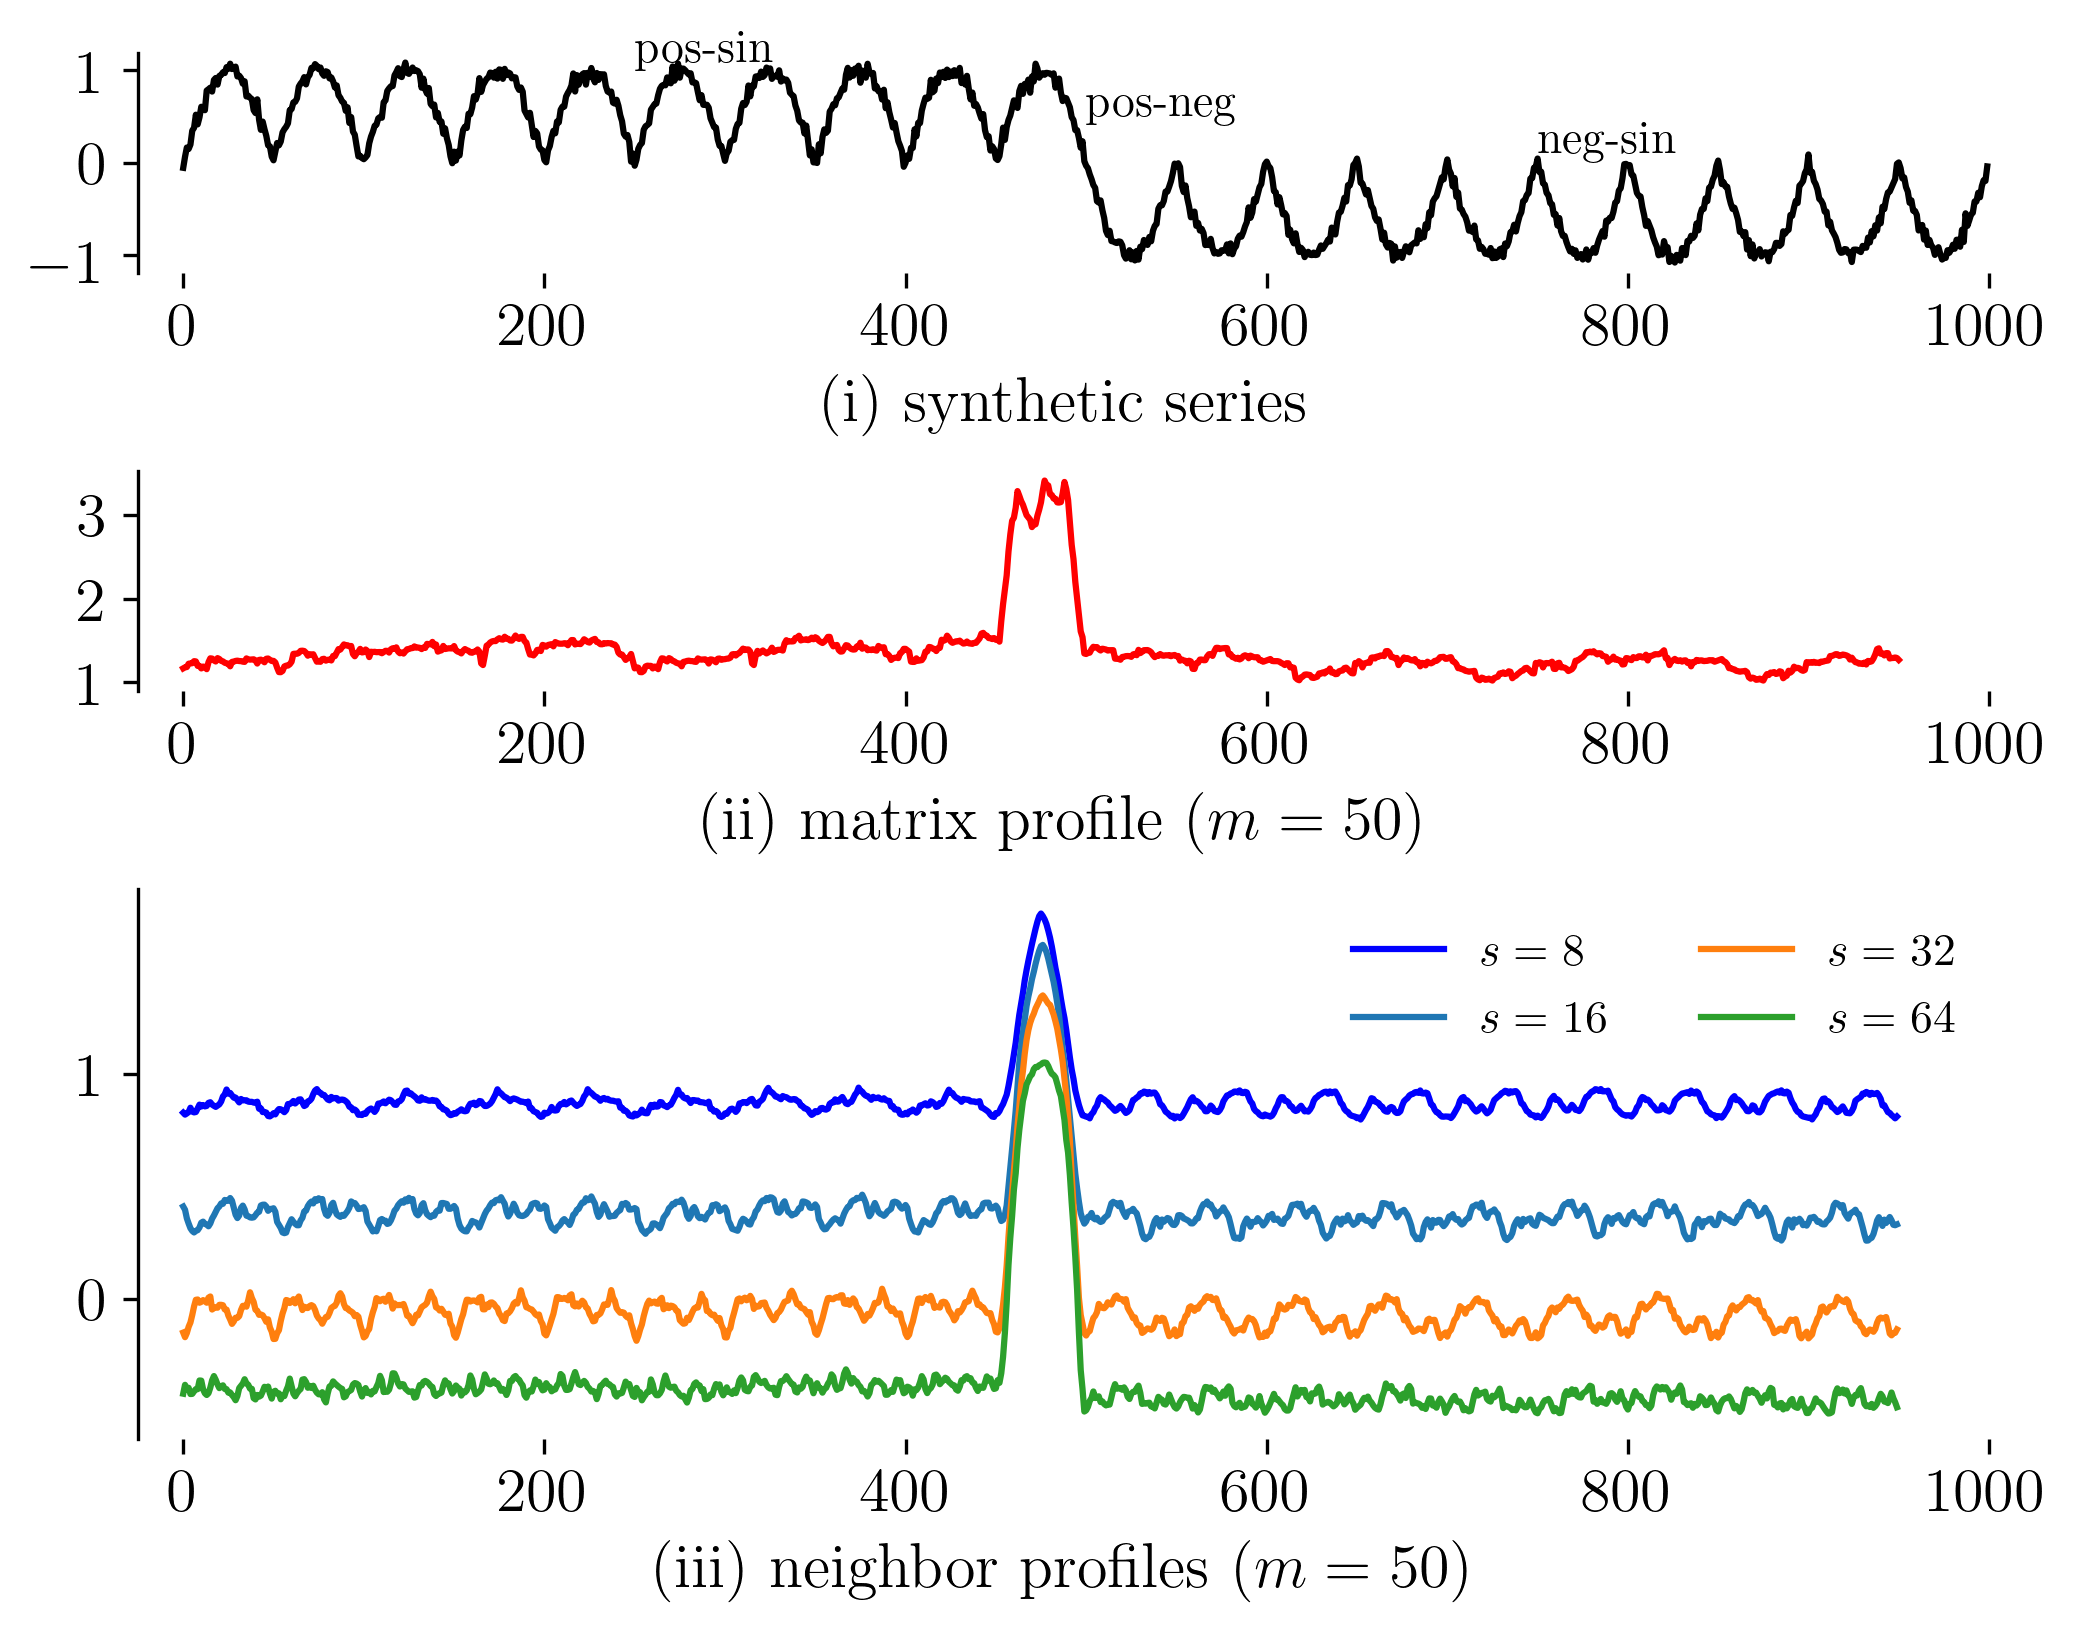 pos-sin
pos-neg
neg-sin
1
0
−1
0 200 400 600 800 1000
(i) synthetic series
3
2
1
0 200 400 600 800 1000
(ii) matrix profile (m = 50)
s = 8 s = 32
s = 16 s = 64
1
0
0 200 400 600 800 1000
(iii) neighbor profiles (m = 50)